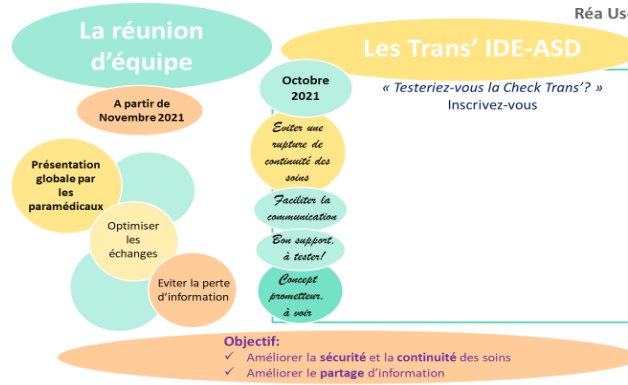 Réa Us
La réunion
d'équipe
Les Trans' IDE-ASD
A partir de
Novembre 2021
Octobre
2021
« Testeriez-vous la Check Trans'? »
Inscrivez-vous
Présentation
globale par
les
paramédicaux
Optimiser
les
échanges
Eviter la perte
d'information
Eviter une
rupture de
continuité des
soins
Faciliter la
communication
Bon support,
à tester!
Concept
prometteur,
à voir
Objectif:
✓ Améliorer la sécurité et la continuité des soins
✓ Améliorer le partage d'information